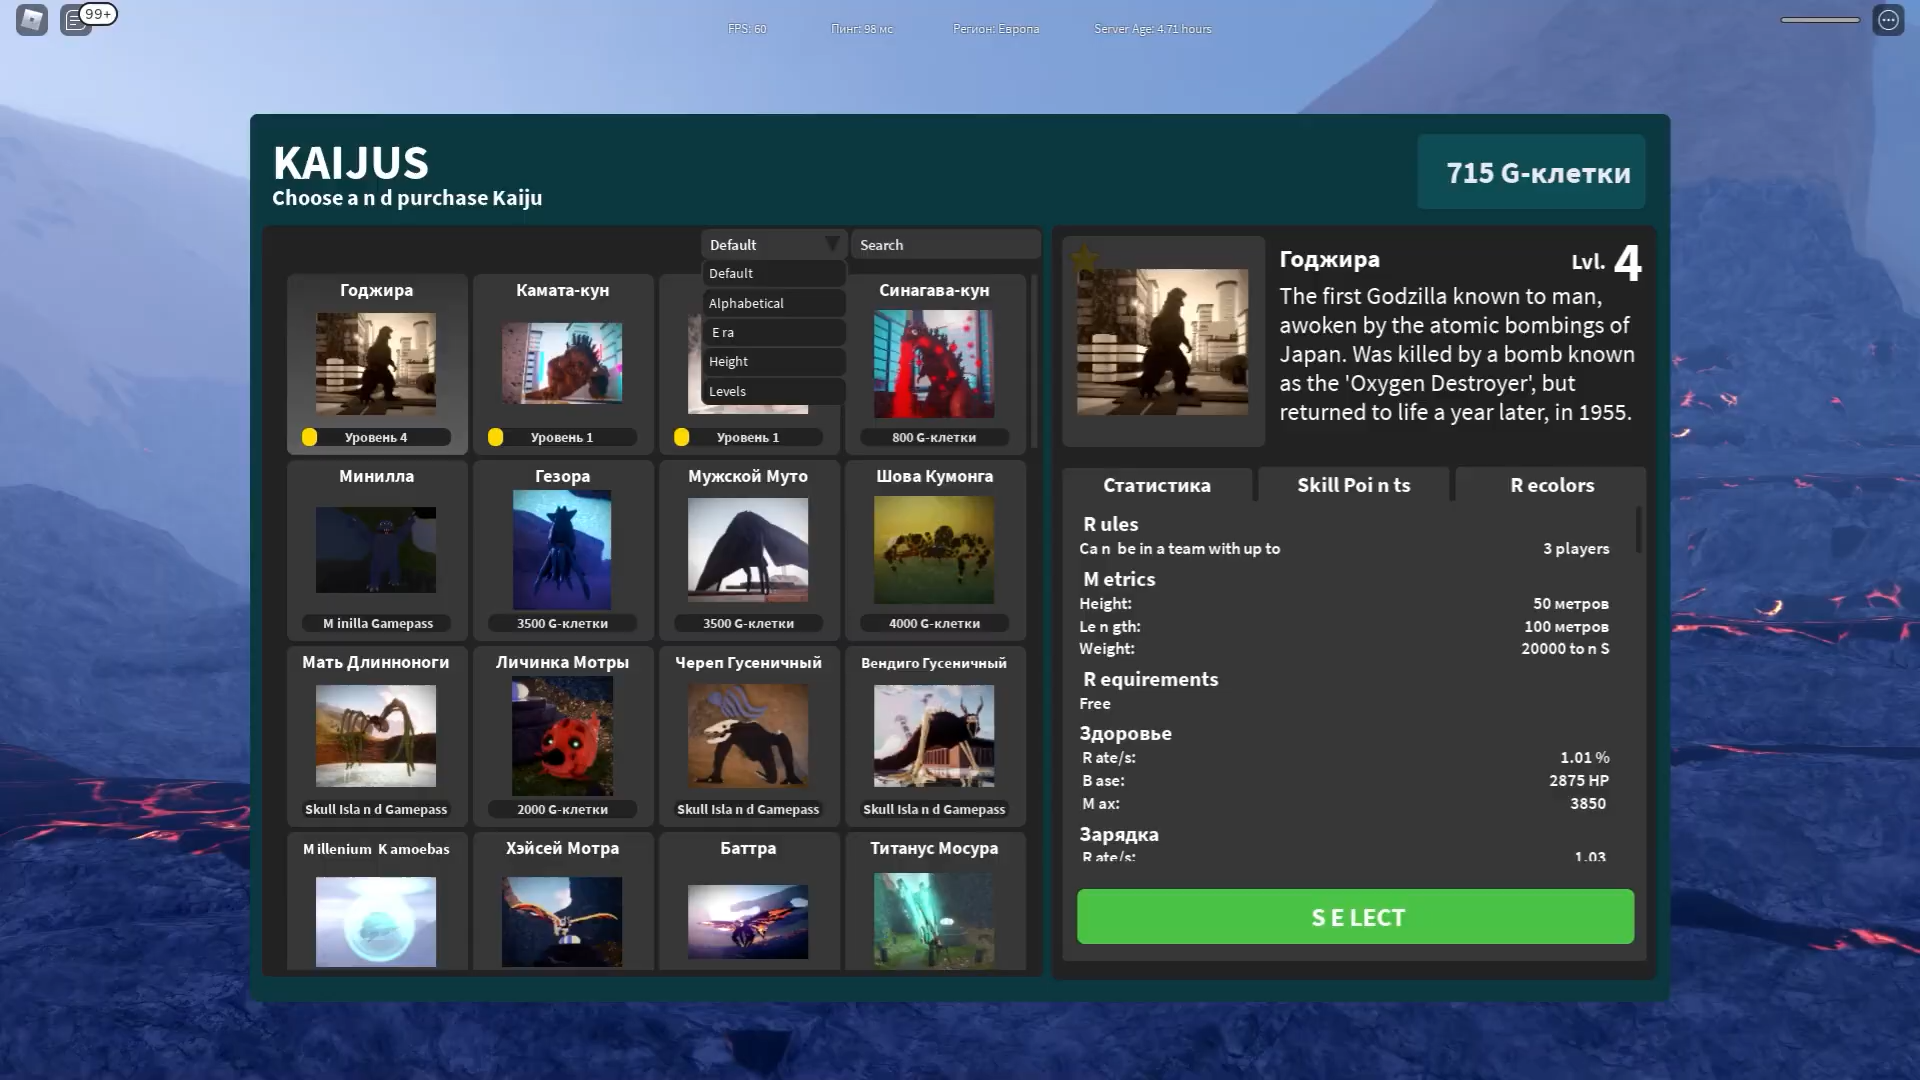 99+
FPS: 60 Пинг: 98 мс Регион: Европа Server Age: 4.71 hours
KAIJUS
Choose a n d purchase Kaiju
715 G-клетки
Default
Search
Default
Alphabetical
E ra
Height
Levels
Годжира
Камата-кун
Синагава-кун
Уровень 4
Уровень 1
Уровень 1
800 G-клетки
Минилла
Гезора
Мужской Муто
Шова Кумонга
M inilla Gamepass
3500 G-клетки
3500 G-клетки
4000 G-клетки
Мать Длинноноги
Личинка Мотры
Череп Гусеничный
Вендиго Гусеничный
Skull Isla n d Gamepass
2000 G-клетки
Skull Isla n d Gamepass
Skull Isla n d Gamepass
M illenium K amoebas
Хэйсей Мотра
Баттра
Титанус Мосура
Годжира
Lvl. 4
The first Godzilla known to man,
awoken by the atomic bombings of
Japan. Was killed by a bomb known
as the 'Oxygen Destroyer', but
returned to life a year later, in 1955.
Статистика
Skill Poi n ts
R ecolors
R ules
Ca n be in a team with up to 3 players
M etrics
Height: 50 метров
Le n gth: 100 метров
Weight: 20000 to n S
R equirements
Free
Здоровье
R ate/s: 1.01 %
B ase: 2875 HP
M ax: 3850
Зарядка
R ate/s: 1.03
S E LECT